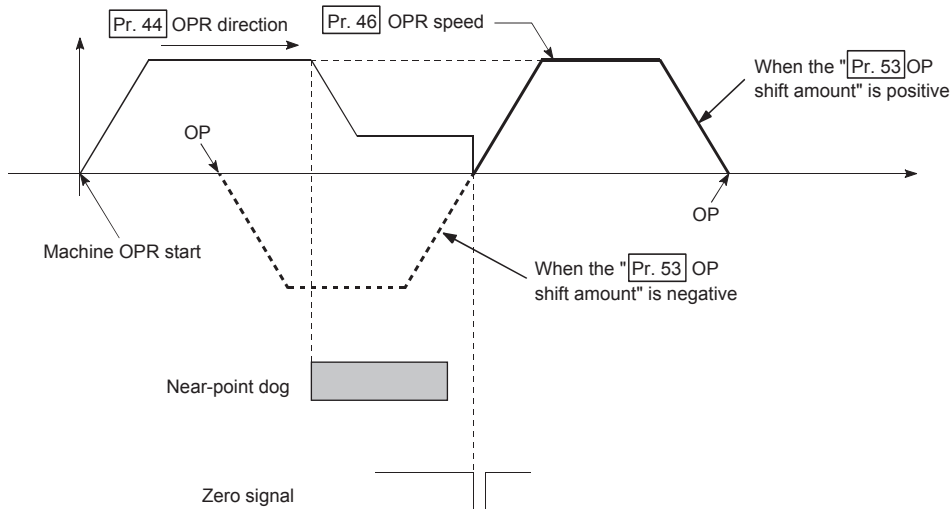 Pr. 44 OPR direction
Pr. 46 OPR speed
When the "Pr. 53 OP
shift amount" is positive
OP
OP
Machine OPR start
When the "Pr. 53 OP
shift amount" is negative
Near-point dog
Zero signal